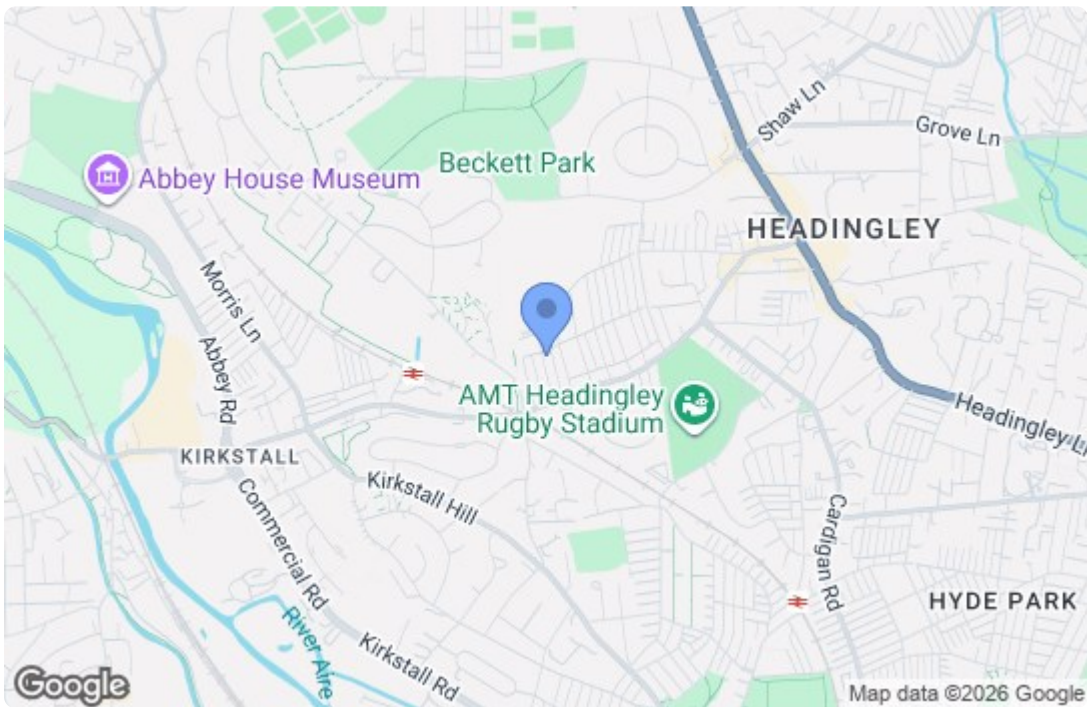 Shaw Ln
Grove Ln
Beckett Park
Abbey House Museum
HEADINGLEY
Morris Ln
Abbey Rd
AMT Headingley
Rugby Stadium
Headingley Ln
KIRKSTALL
Kirkstall Hill
Commercial Rd
Cardigan Rd
HYDE PARK
River Aire
Kirkstall Rd
Google
Map data ©2026 Google